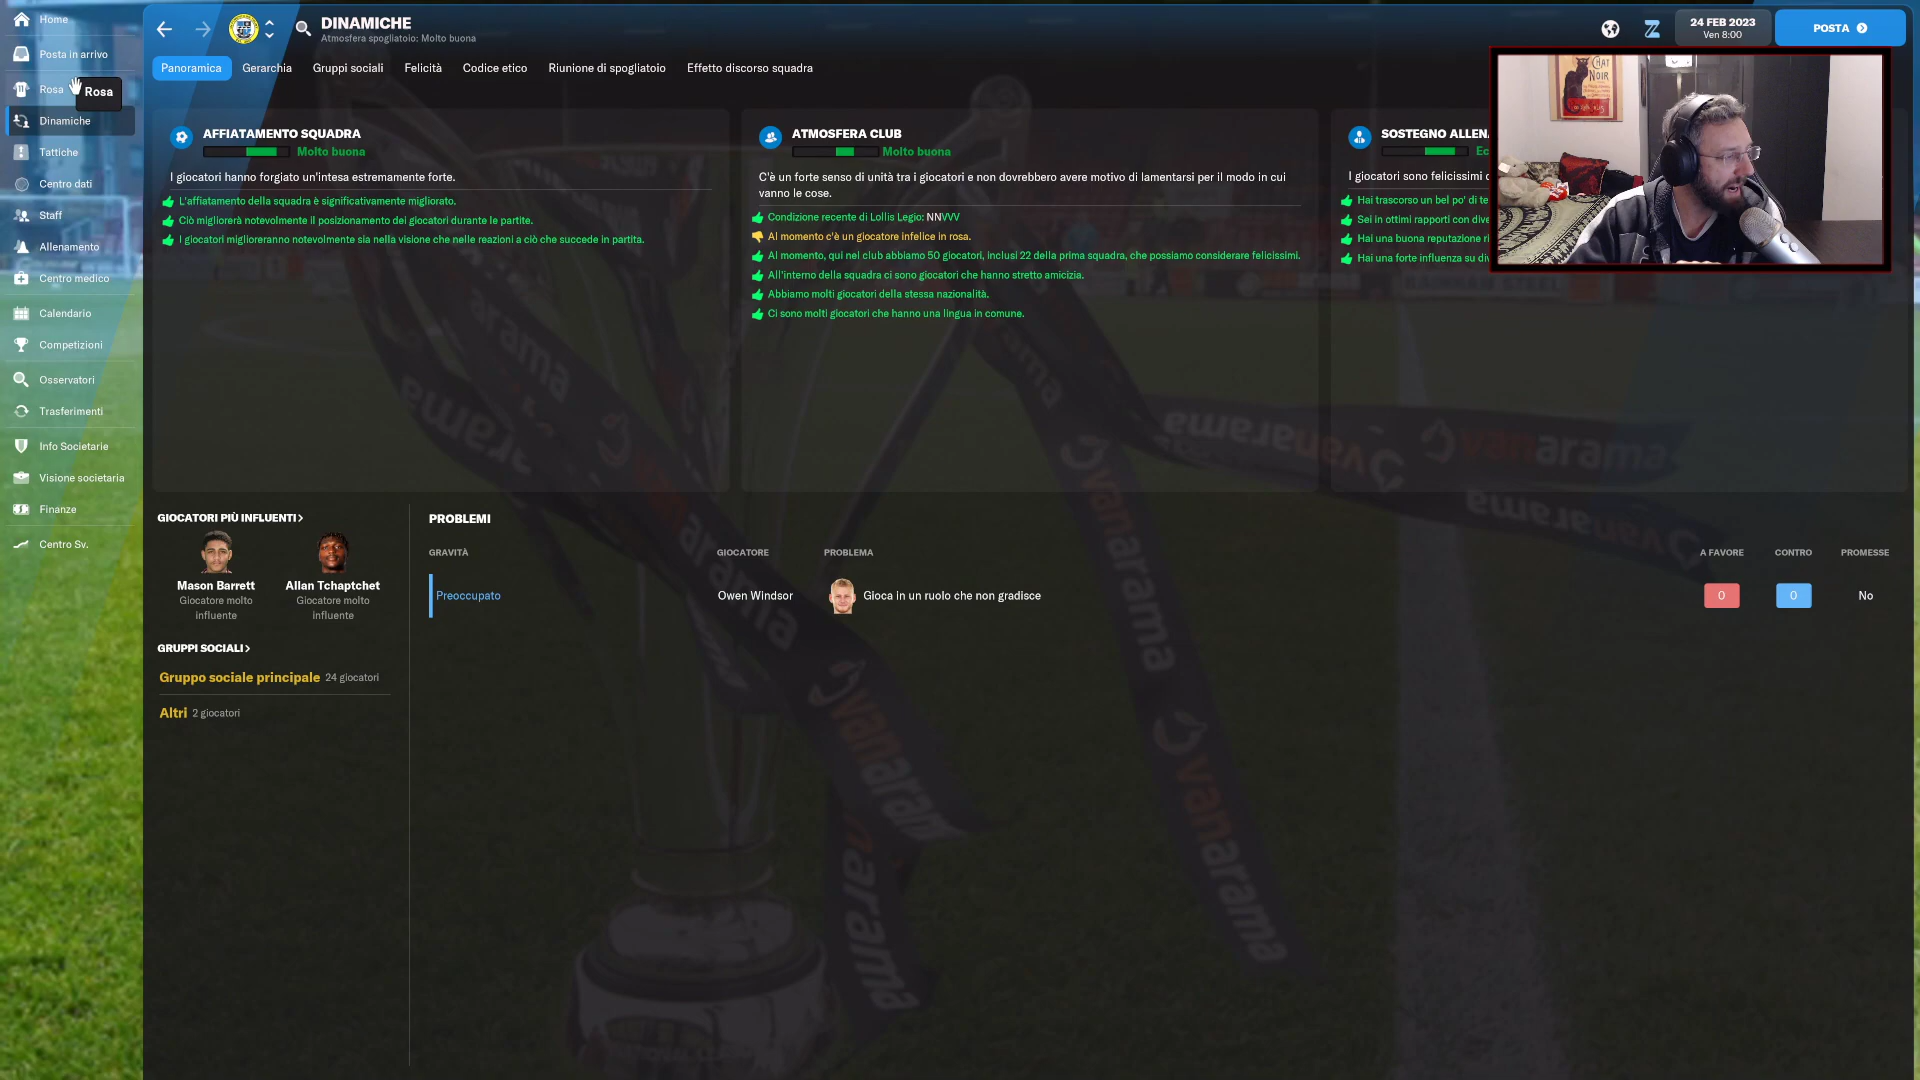 Home
Posta in arrivo
Rosa
Rosa
Dinamiche
Tattiche
Centro dati
Staff
Allenamento
Centro medico
Calendario
Competizioni
Osservatori
Trasferimenti
Info Societarie
Visione societaria
Finanze
Centro Sv.
DINAMICHE
Atmosfera spogliatoio: Molto buona
24 FEB 2023
Ven 8:00
POSTA
Panoramica
Gerarchia
Gruppi sociali
Felicità
Codice etico
Riunione di spogliatoio
Effetto discorso squadra
CHAT
NOIR
AFFIATAMENTO SQUADRA
Molto buona
I giocatori hanno forgiato un'intesa estremamente forte.
L'affiatamento della squadra è significativamente migliorato.
Ciò migliorerà notevolmente il posizionamento dei giocatori durante le partite.
I giocatori miglioreranno notevolmente sia nella visione che nelle reazioni a ciò che succede in partita.
ATMOSFERA CLUB
Molto buona
C'è un forte senso di unità tra i giocatori e non dovrebbero avere motivo di lamentarsi per il modo in cui
vanno le cose.
Condizione recente di Lollis Legio: NNVVV
Al momento c'è un giocatore infelice in rosa.
Al momento, qui nel club abbiamo 50 giocatori, inclusi 22 della prima squadra, che possiamo considerare felicissimi.
All'interno della squadra ci sono giocatori che hanno stretto amicizia.
Abbiamo molti giocatori della stessa nazionalità.
Ci sono molti giocatori che hanno una lingua in comune.
SOSTEGNO ALLEN
Ec
I giocatori sono felicissimi
Hai trascorso un bel po' di te
Sei in ottimi rapporti con dive
Hai una buona reputazione ri
Hai una forte influenza su di
GIOCATORI PIÙ INFLUENTI
Mason Barrett
Giocatore molto
influente
Allan Tchaptchet
Giocatore molto
influente
GRUPPI SOCIALI
Gruppo sociale principale 24 giocatori
Altri 2 giocatori
PROBLEMI
GRAVITÀ
GIOCATORE
PROBLEMA
A FAVORE
CONTRO
PROMESSE
Preoccupato
Owen Windsor
Gioca in un ruolo che non gradisce
0
0
No
vanarama
vanarama
vanarama
vanarama
vanarama
vanarama